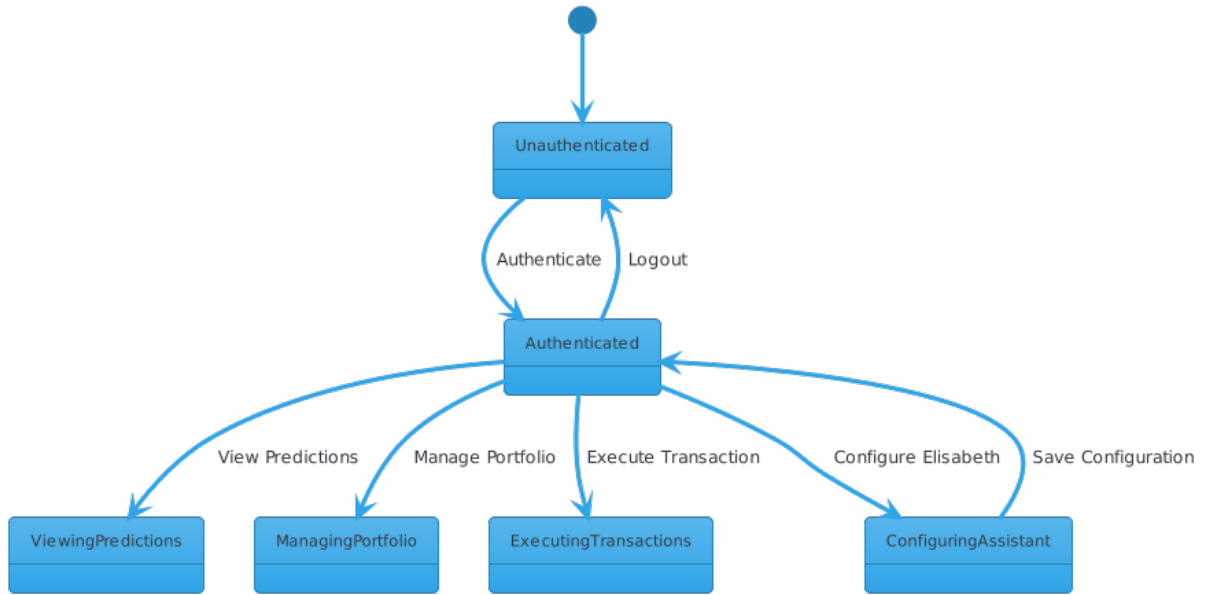 Unauthenticated
Authenticate
Logout
Authenticated
View Predictions
Manage Portfolio
Execute Transaction
Configure Elisabeth
Save Configuration
ViewingPredictions
ManagingPortfolio
ExecutingTransactions
ConfiguringAssistant